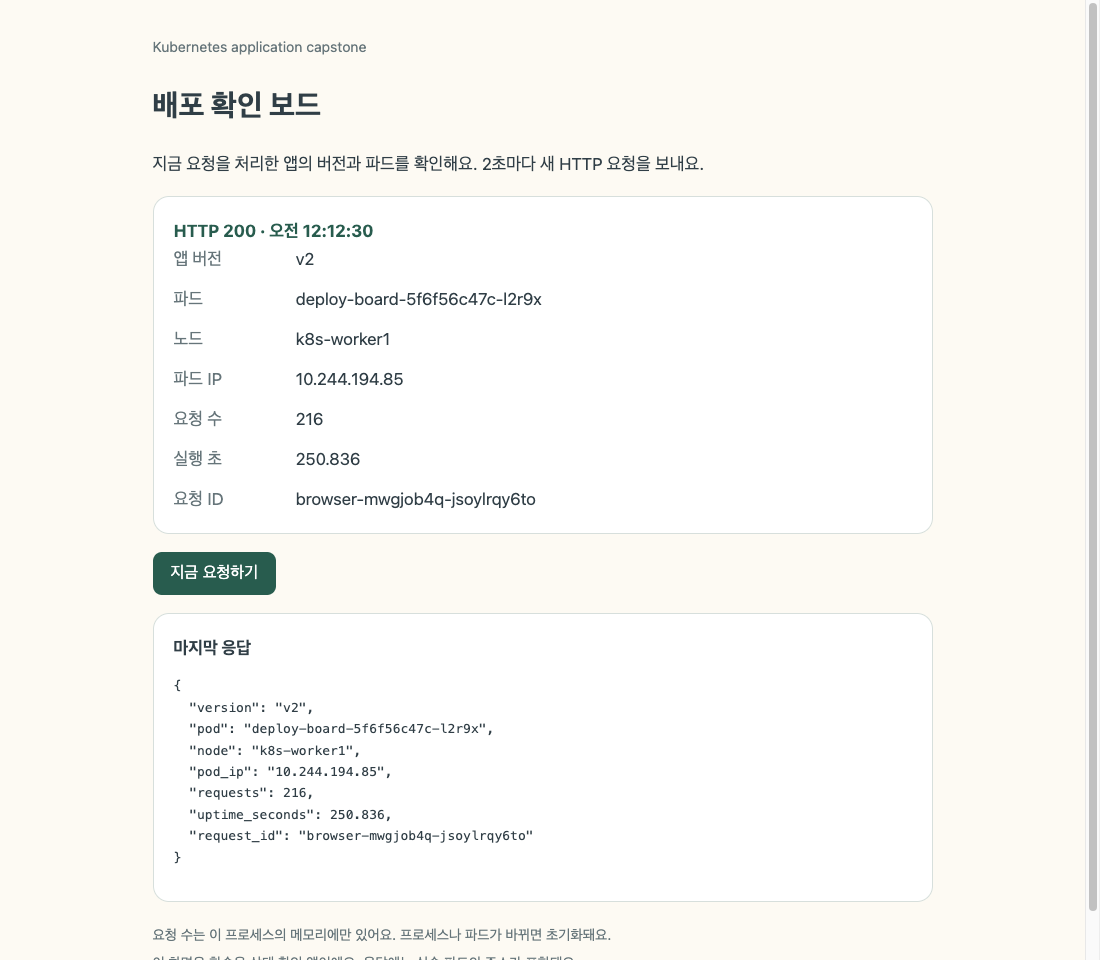 Kubernetes application capstone
배포 확인 보드
지금 요청을 처리한 앱의 버전과 파드를 확인해요. 2초마다 새 HTTP 요청을 보내요.
HTTP 200 · 오전 12:12:30
앱 버전 v2
파드 deploy-board-5f6f56c47c-l2r9x
노드 k8s-worker1
파드 IP 10.244.194.85
요청 수 216
실행 초 250.836
요청 ID browser-mwgjob4q-jsoylrqy6to
지금 요청하기
마지막 응답
{
  "version": "v2",
  "pod": "deploy-board-5f6f56c47c-l2r9x",
  "node": "k8s-worker1",
  "pod_ip": "10.244.194.85",
  "requests": 216,
  "uptime_seconds": 250.836,
  "request_id": "browser-mwgjob4q-jsoylrqy6to"
}
요청 수는 이 프로세스의 메모리에만 있어요. 프로세스나 파드가 바뀌면 초기화돼요.